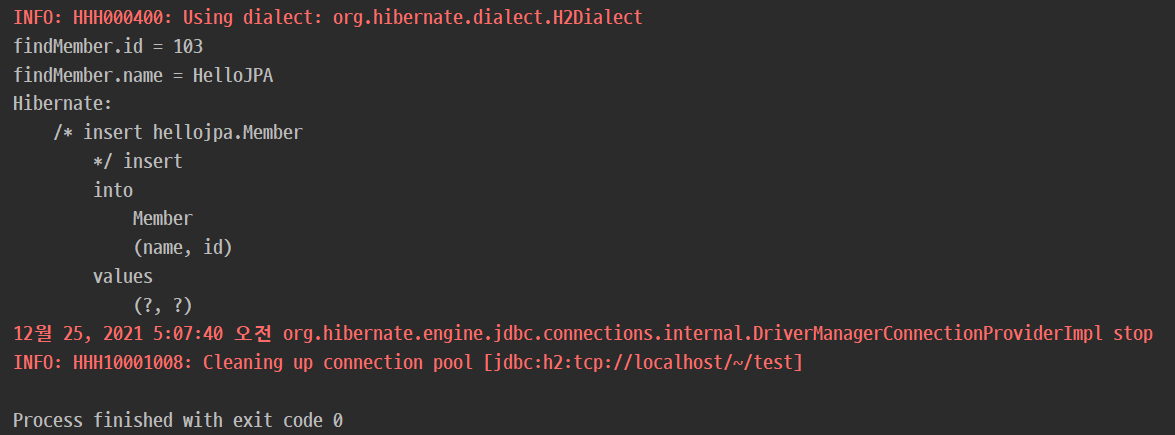 INFO: HHH000400: Using dialect: org.hibernate.dialect.H2Dialect
findMember.id = 103
findMember.name = HelloJPA
Hibernate:
    /* insert hellojpa.Member
        */ insert
        into
            Member
            (name, id)
        values
            (?, ?)
12월 25, 2021 5:07:40 오전 org.hibernate.engine.jdbc.connections.internal.DriverManagerConnectionProviderImpl stop
INFO: HHH10001008: Cleaning up connection pool [jdbc:h2:tcp://localhost/~/test]
Process finished with exit code 0